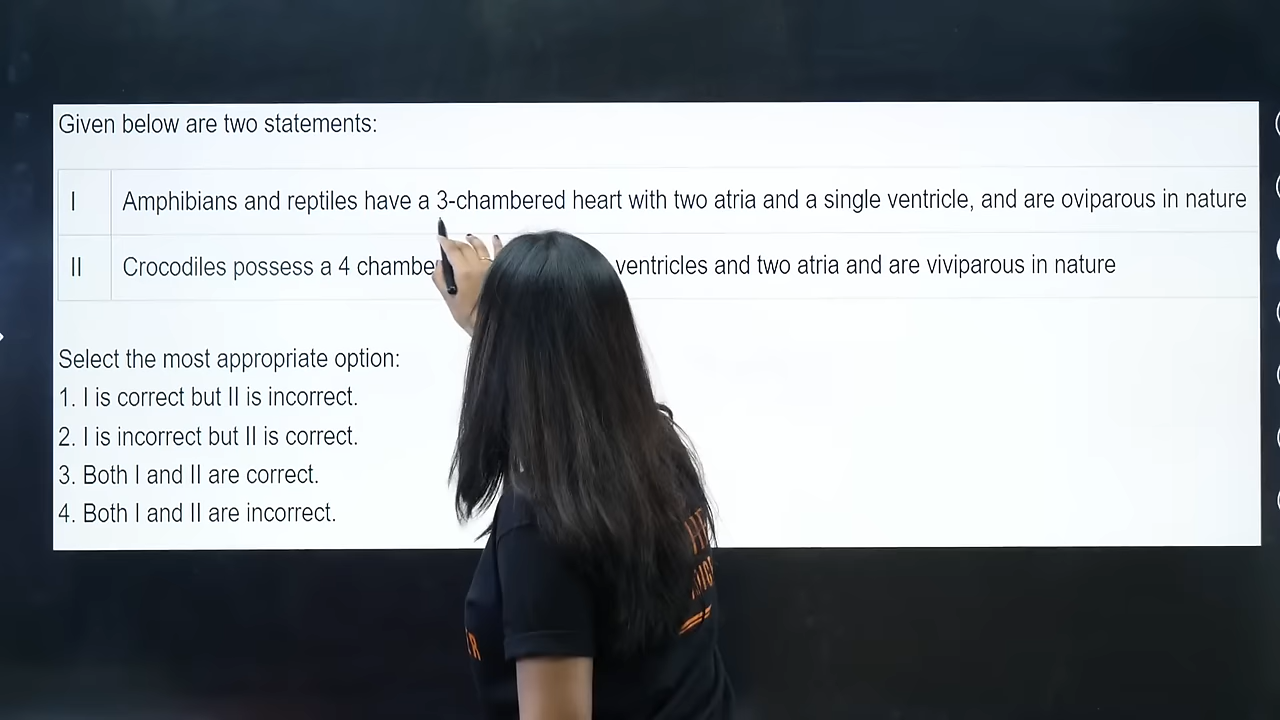 Given below are two statements:
I Amphibians and reptiles have a 3-chambered heart with two atria and a single ventricle, and are oviparous in nature
II Crocodiles possess a 4 chambe ventricles and two atria and are viviparous in nature
Select the most appropriate option:
1. I is correct but II is incorrect.
2. I is incorrect but II is correct.
3. Both I and II are correct.
4. Both I and II are incorrect.